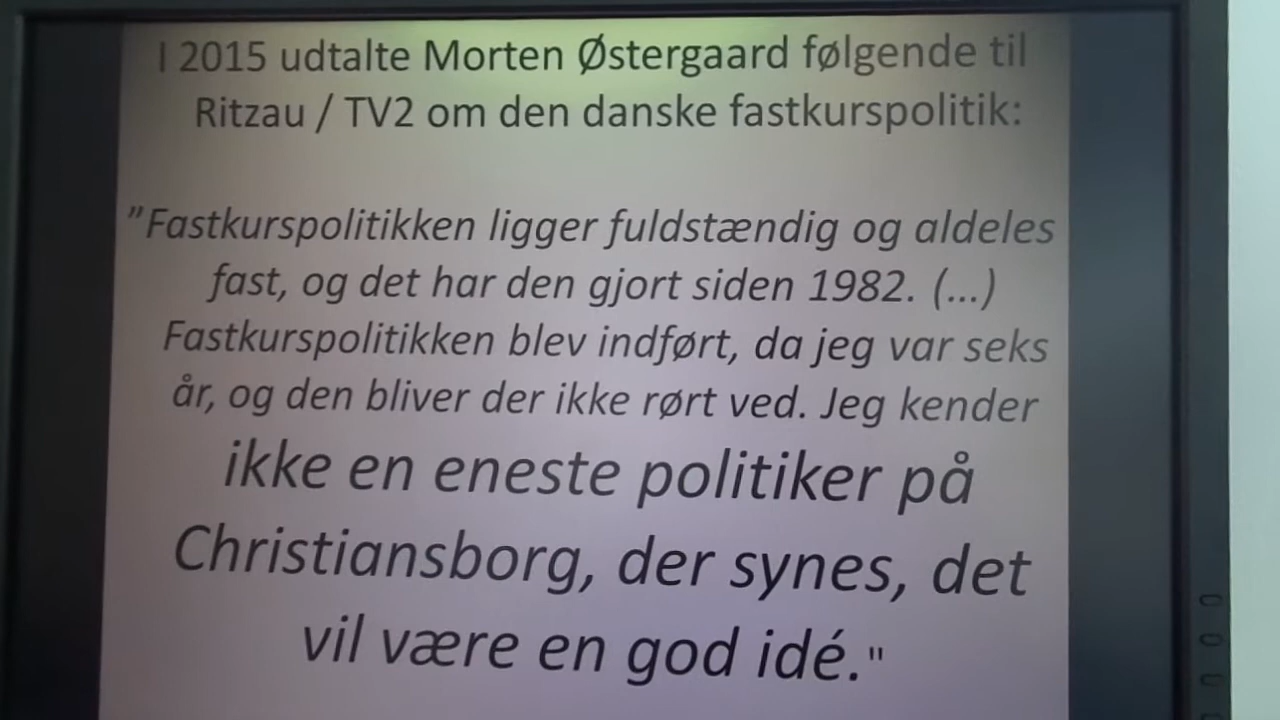 I 2015 udtalte Morten Østergaard følgende til
Ritzau / TV2 om den danske fastkurspolitik:
"Fastkurspolitikken ligger fuldstændig og aldeles
fast, og det har den gjort siden 1982. (...)
Fastkurspolitikken blev indført, da jeg var seks
år, og den bliver der ikke rørt ved. Jeg kender
ikke en eneste politiker på
Christiansborg, der synes, det
vil være en god idé."